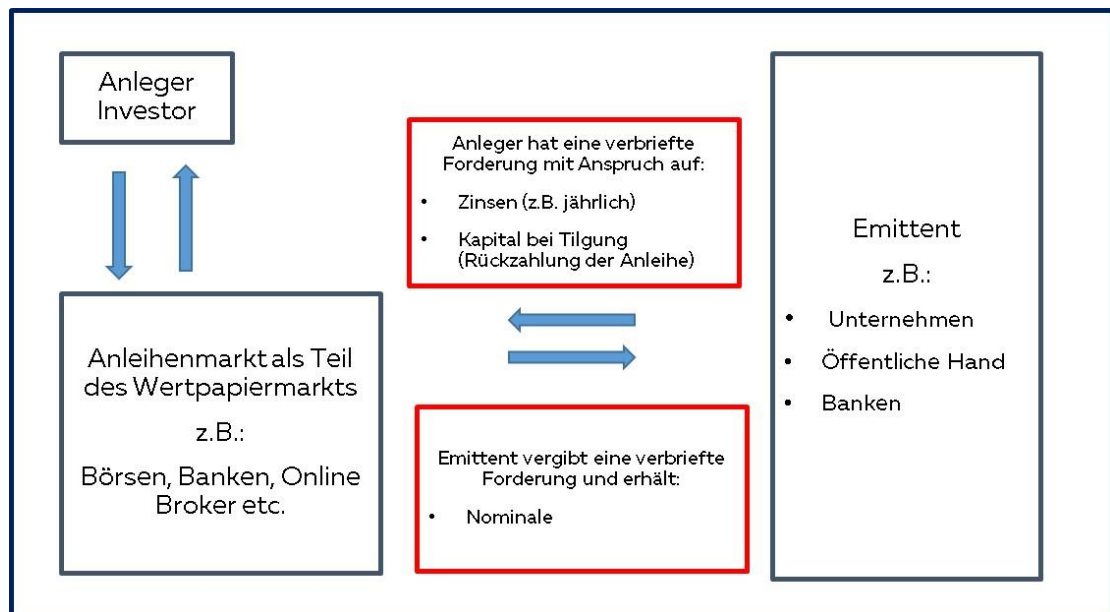 Anleger
Investor
Anleihenmarkt als Teil
des Wertpapiermarkts
z.B.:
Börsen, Banken, Online
Broker etc.
Anleger hat eine verbriefte
Forderung mit Anspruch auf:
• Zinsen (z.B. jährlich)
• Kapital bei Tilgung
(Rückzahlung der Anleihe)
Emittent vergibt eine verbriefte
Forderung und erhält:
• Nominale
Emittent
z.B.:
• Unternehmen
• Öffentliche Hand
• Banken